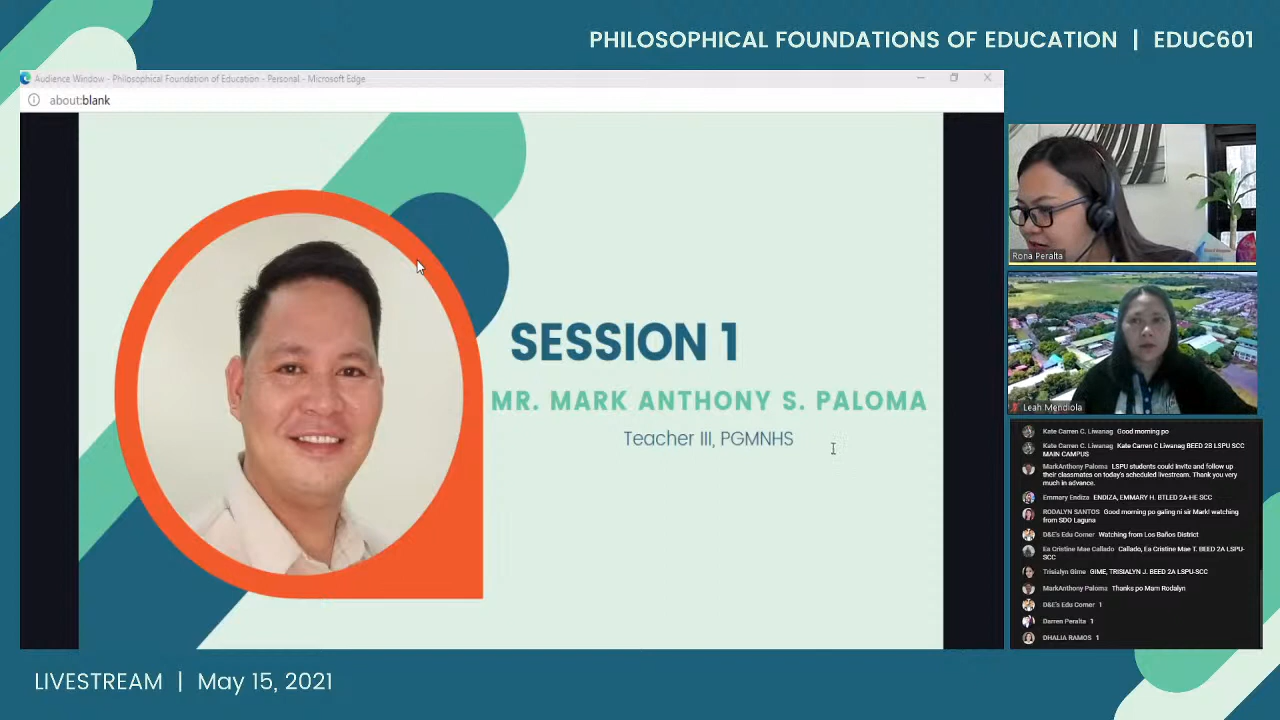 PHILOSOPHICAL FOUNDATIONS OF EDUCATION | EDUC601
Audience Window - Philosophical Foundation of Education - Personal - Microsoft Edge
about:blank
SESSION 1
MR. MARK ANTHONY S. PALOMA
Teacher III, PGMNHS
Rona Peralta
Leah Mendiola
Kate Carren C. Liwanag Good morning po
Kate Carren C. Liwanag Kate Carren C Liwanag BEED 2B LSPU SCC
MAIN CAMPUS
MarkAnthony Paloma LSPU students could Invite and follow up
their classmates on today's scheduled livestream. Thank you very
much in advance.
Emmary Endiza ENDIZA, EMMARY H. BTLED 2A-HE SCC
RODALYN SANTOS Good morning po galing ni sir Mark! watching
from SDO Laguna
D&E's Edu Corner Watching from Los Baños District
Ea Cristine Mae Callado Callado, Ea Cristine Mae T. BEED 2A LSPU-
SCC
Trisialyn Gime GIME, TRISIALYN J. BEED 2A LSPU-SCC
MarkAnthony Paloma Thanks po Mam Rodalyn
D&E's Edu Corner 1
Darren Peralta 1
DHALIA RAMOS 1
LIVESTREAM | May 15, 2021